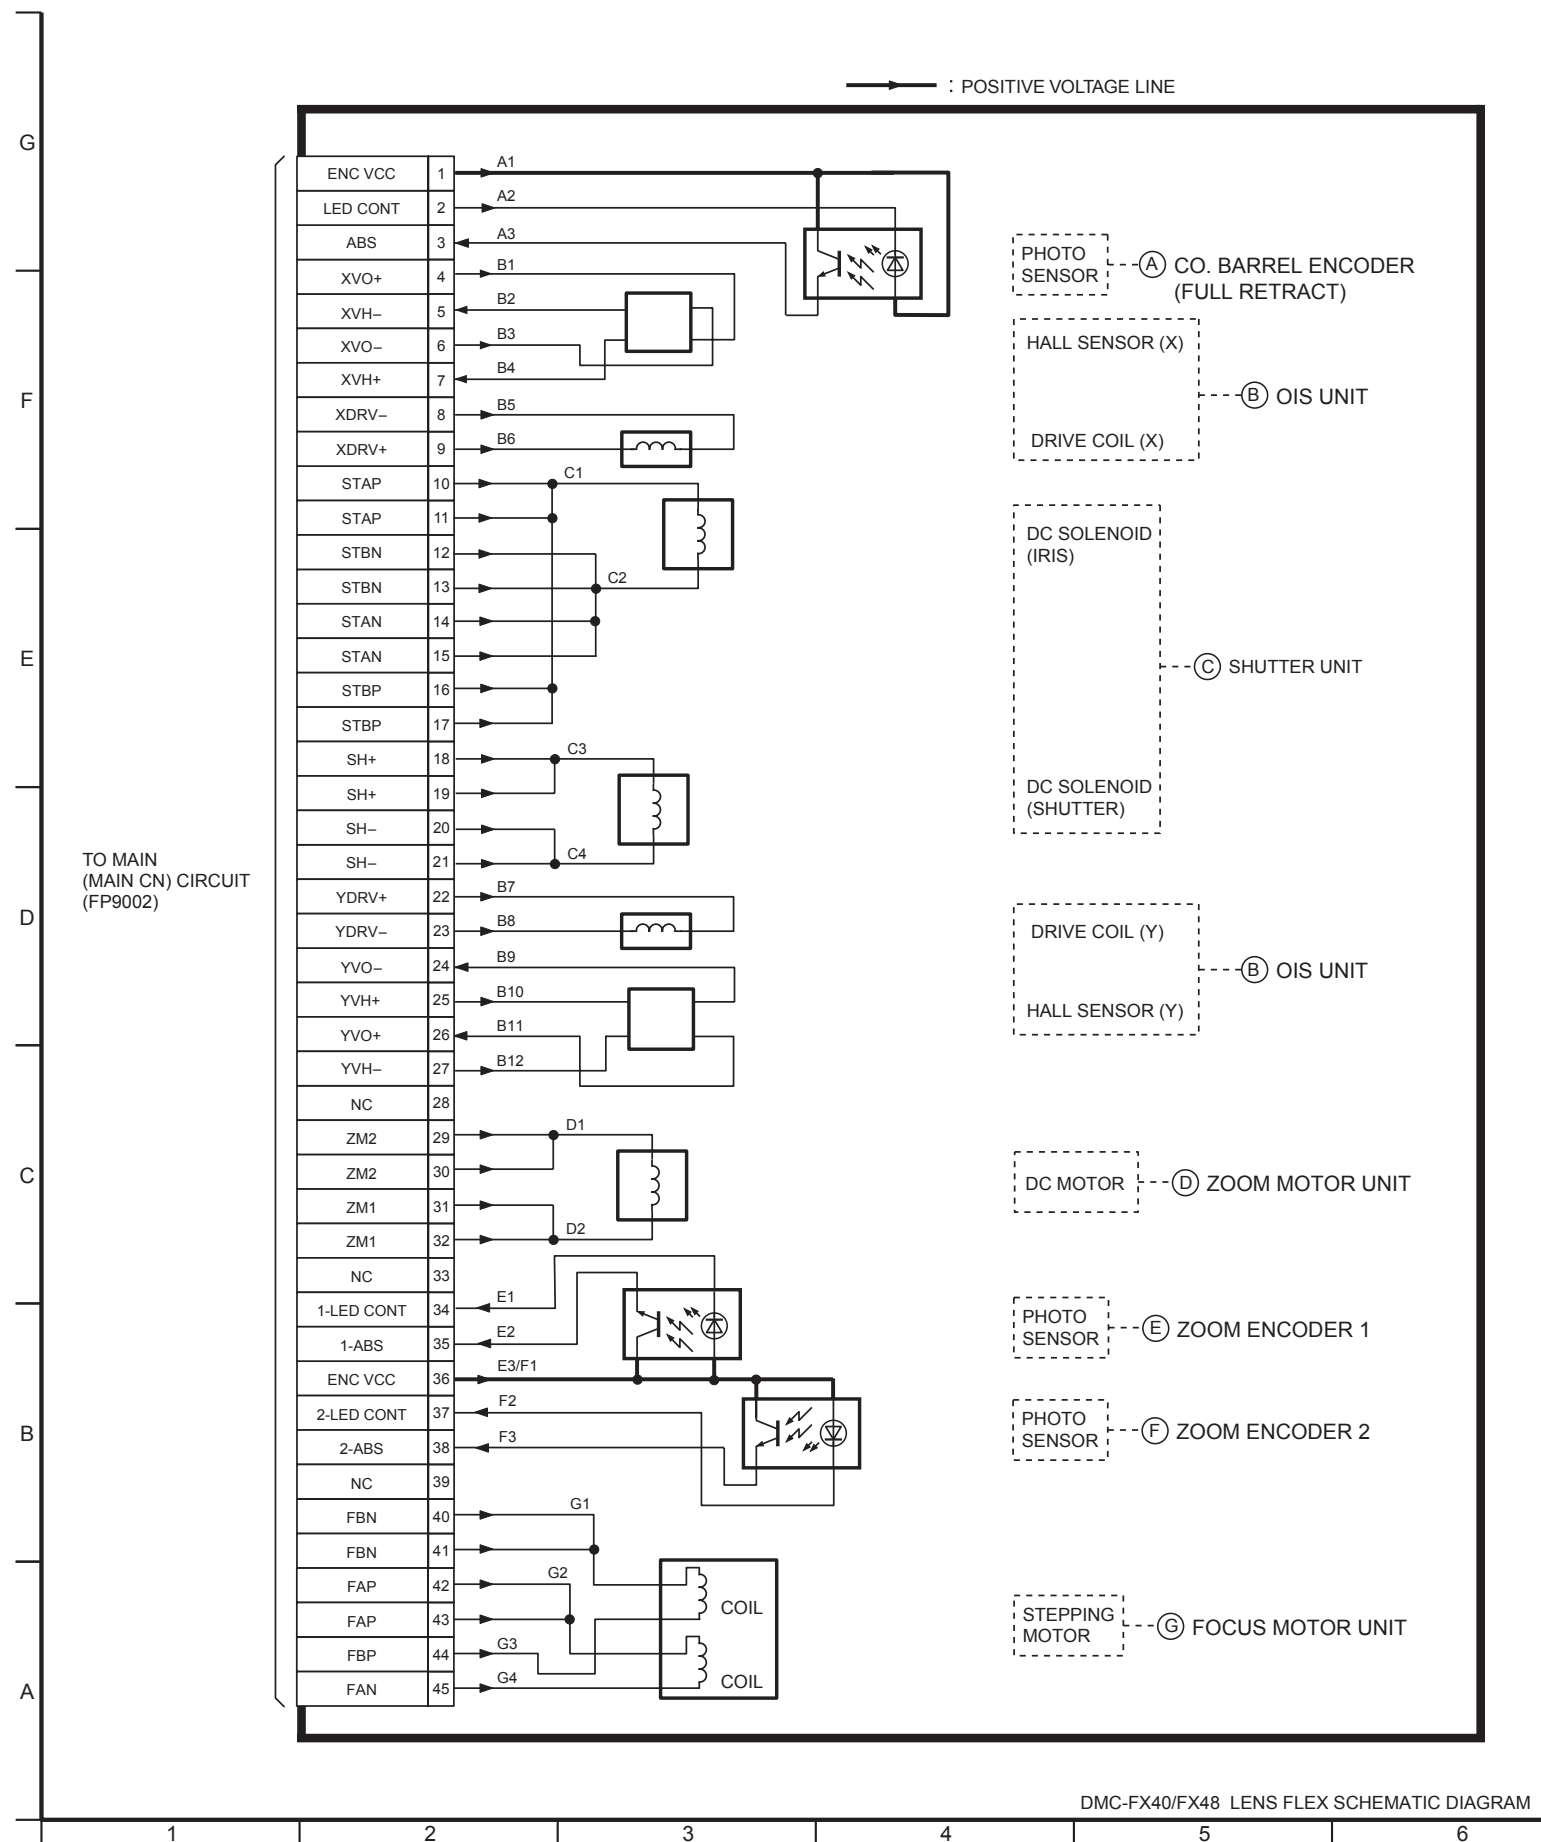 : POSITIVE VOLTAGE LINE
G
F
E
D
C
B
A
TO MAIN
(MAIN CN) CIRCUIT
(FP9002)
ENC VCC 1 A1
LED CONT 2 A2
ABS 3 A3
XVO+ 4 B1
XVH– 5 B2
XVO– 6 B3
XVH+ 7 B4
XDRV– 8 B5
XDRV+ 9 B6
STAP 10 C1
STAP 11
STBN 12
STBN 13 C2
STAN 14
STAN 15
STBP 16
STBP 17
SH+ 18 C3
SH+ 19
SH– 20
SH– 21 C4
YDRV+ 22 B7
YDRV– 23 B8
YVO– 24 B9
YVH+ 25 B10
YVO+ 26 B11
YVH– 27 B12
NC 28
ZM2 29 D1
ZM2 30
ZM1 31
ZM1 32 D2
NC 33
1-LED CONT 34 E1
1-ABS 35 E2
ENC VCC 36 E3/F1
2-LED CONT 37 F2
2-ABS 38 F3
NC 39
FBN 40 G1
FBN 41
FAP 42 G2
FAP 43
FBP 44 G3
FAN 45 G4
COIL
COIL
PHOTO
SENSOR
A CO. BARREL ENCODER
(FULL RETRACT)
HALL SENSOR (X)
B OIS UNIT
DRIVE COIL (X)
DC SOLENOID
(IRIS)
C SHUTTER UNIT
DC SOLENOID
(SHUTTER)
DRIVE COIL (Y)
B OIS UNIT
HALL SENSOR (Y)
DC MOTOR D ZOOM MOTOR UNIT
PHOTO
SENSOR
E ZOOM ENCODER 1
PHOTO
SENSOR
F ZOOM ENCODER 2
STEPPING
MOTOR
G FOCUS MOTOR UNIT
DMC-FX40/FX48 LENS FLEX SCHEMATIC DIAGRAM
1 2 3 4 5 6